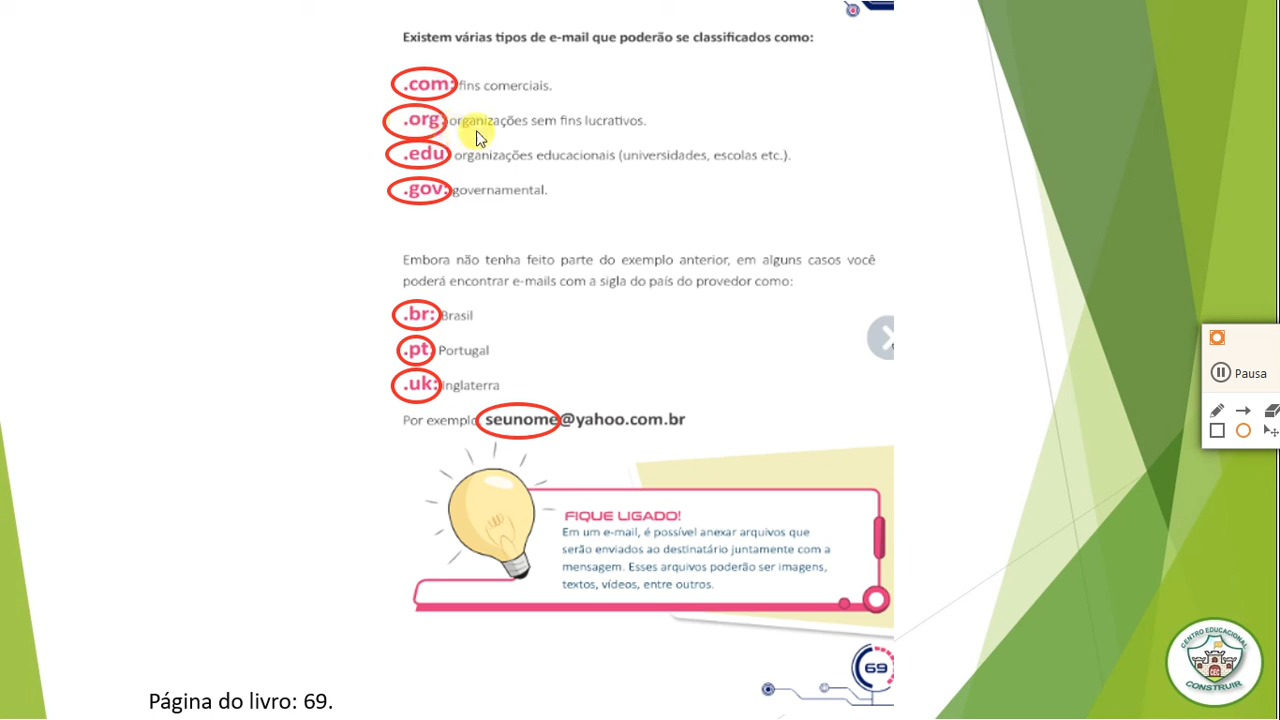 Existem várias tipos de e-mail que poderão se classificados como:
.com: fins comerciais.
.org: organizações sem fins lucrativos.
.edu: organizações educacionais (universidades, escolas etc.).
.gov: governamental.
Embora não tenha feito parte do exemplo anterior, em alguns casos você
poderá encontrar e-mails com a sigla do país do provedor como:
.br: Brasil
.pt: Portugal
.uk: Inglaterra
Por exemplo seunome@yahoo.com.br
FIQUE LIGADO!
Em um e-mail, é possível anexar arquivos que
serão enviados ao destinatário juntamente com a
mensagem. Esses arquivos poderão ser imagens,
textos, vídeos, entre outros.
69
Página do livro: 69.
Pausa
CENTRO EDUCACIONAL
CEC
CONSTRUIR